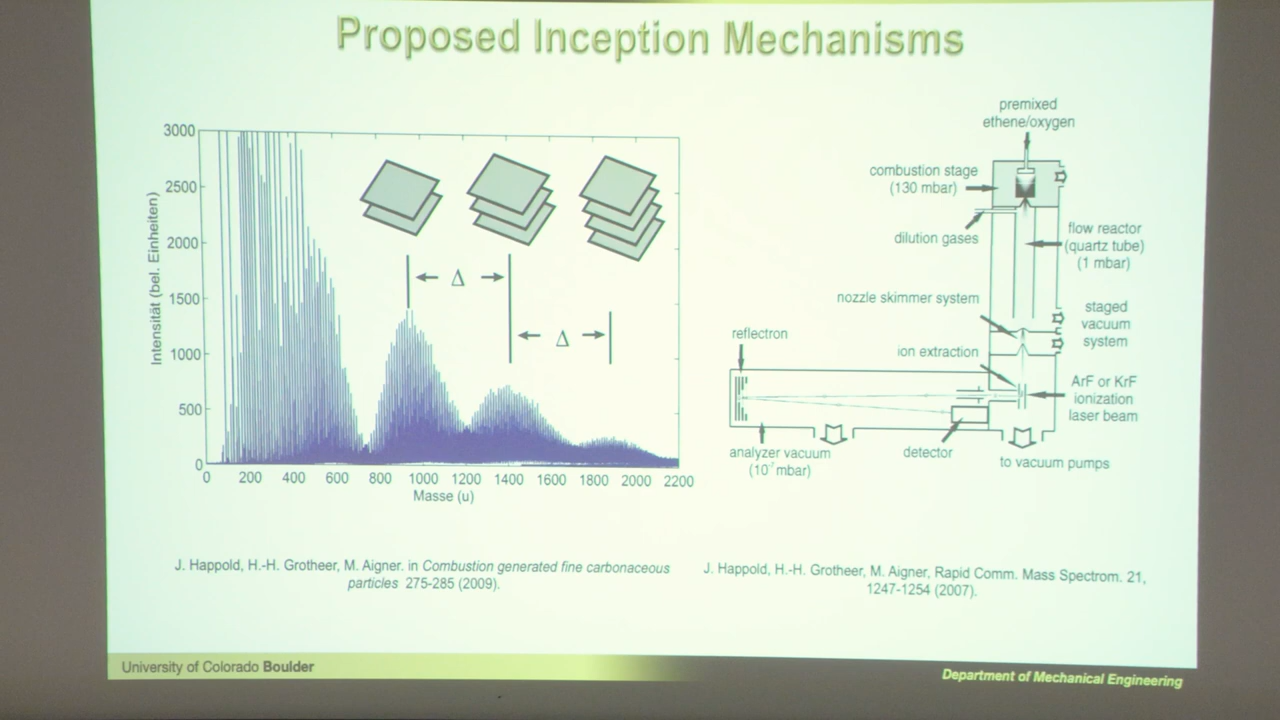 Proposed Inception Mechanisms
3000
2500
2000
1500
1000
500
0
Intensität (bel. Einheiten)
Δ
Δ
0 200 400 600 800 1000 1200 1400 1600 1800 2000 2200
Masse (u)
premixed
ethene/oxygen
combustion stage
(130 mbar)
dilution gases
flow reactor
(quartz tube)
(1 mbar)
nozzle skimmer system
staged
vacuum
system
reflectron
ion extraction
ArF or KrF
ionization
laser beam
analyzer vacuum
(10⁻⁷ mbar)
detector
to vacuum pumps
J. Happold, H.-H. Grotheer, M. Aigner. in Combustion generated fine carbonaceous
particles 275-285 (2009).
J. Happold, H.-H. Grotheer, M. Aigner, Rapid Comm. Mass Spectrom. 21,
1247-1254 (2007).
University of Colorado Boulder
Department of Mechanical Engineering